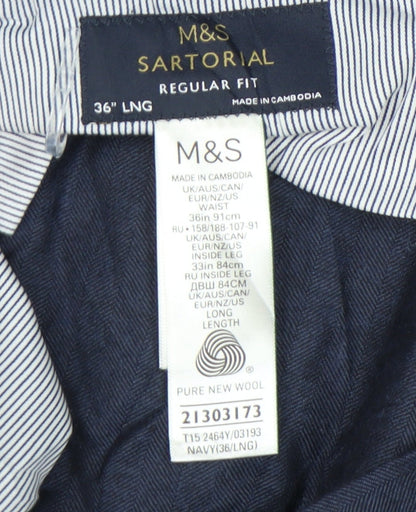 M&S
SARTORIAL
REGULAR FIT
36" LNG MADE IN CAMBODIA
M&S
MADE IN CAMBODIA
UK/AUS/CAN/
EUR/NZ/US
WAIST
36in 91cm
RU • 158/188-107-91
UK/AUS/CAN/
EUR/NZ/US
INSIDE LEG
33in 84cm
RU INSIDE LEG
ДВШ 84CM
UK/AUS/CAN/
EUR/NZ/US
LONG
LENGTH
®
PURE NEW WOOL
21303173
T15 2464Y/03193
NAVY(36/LNG)